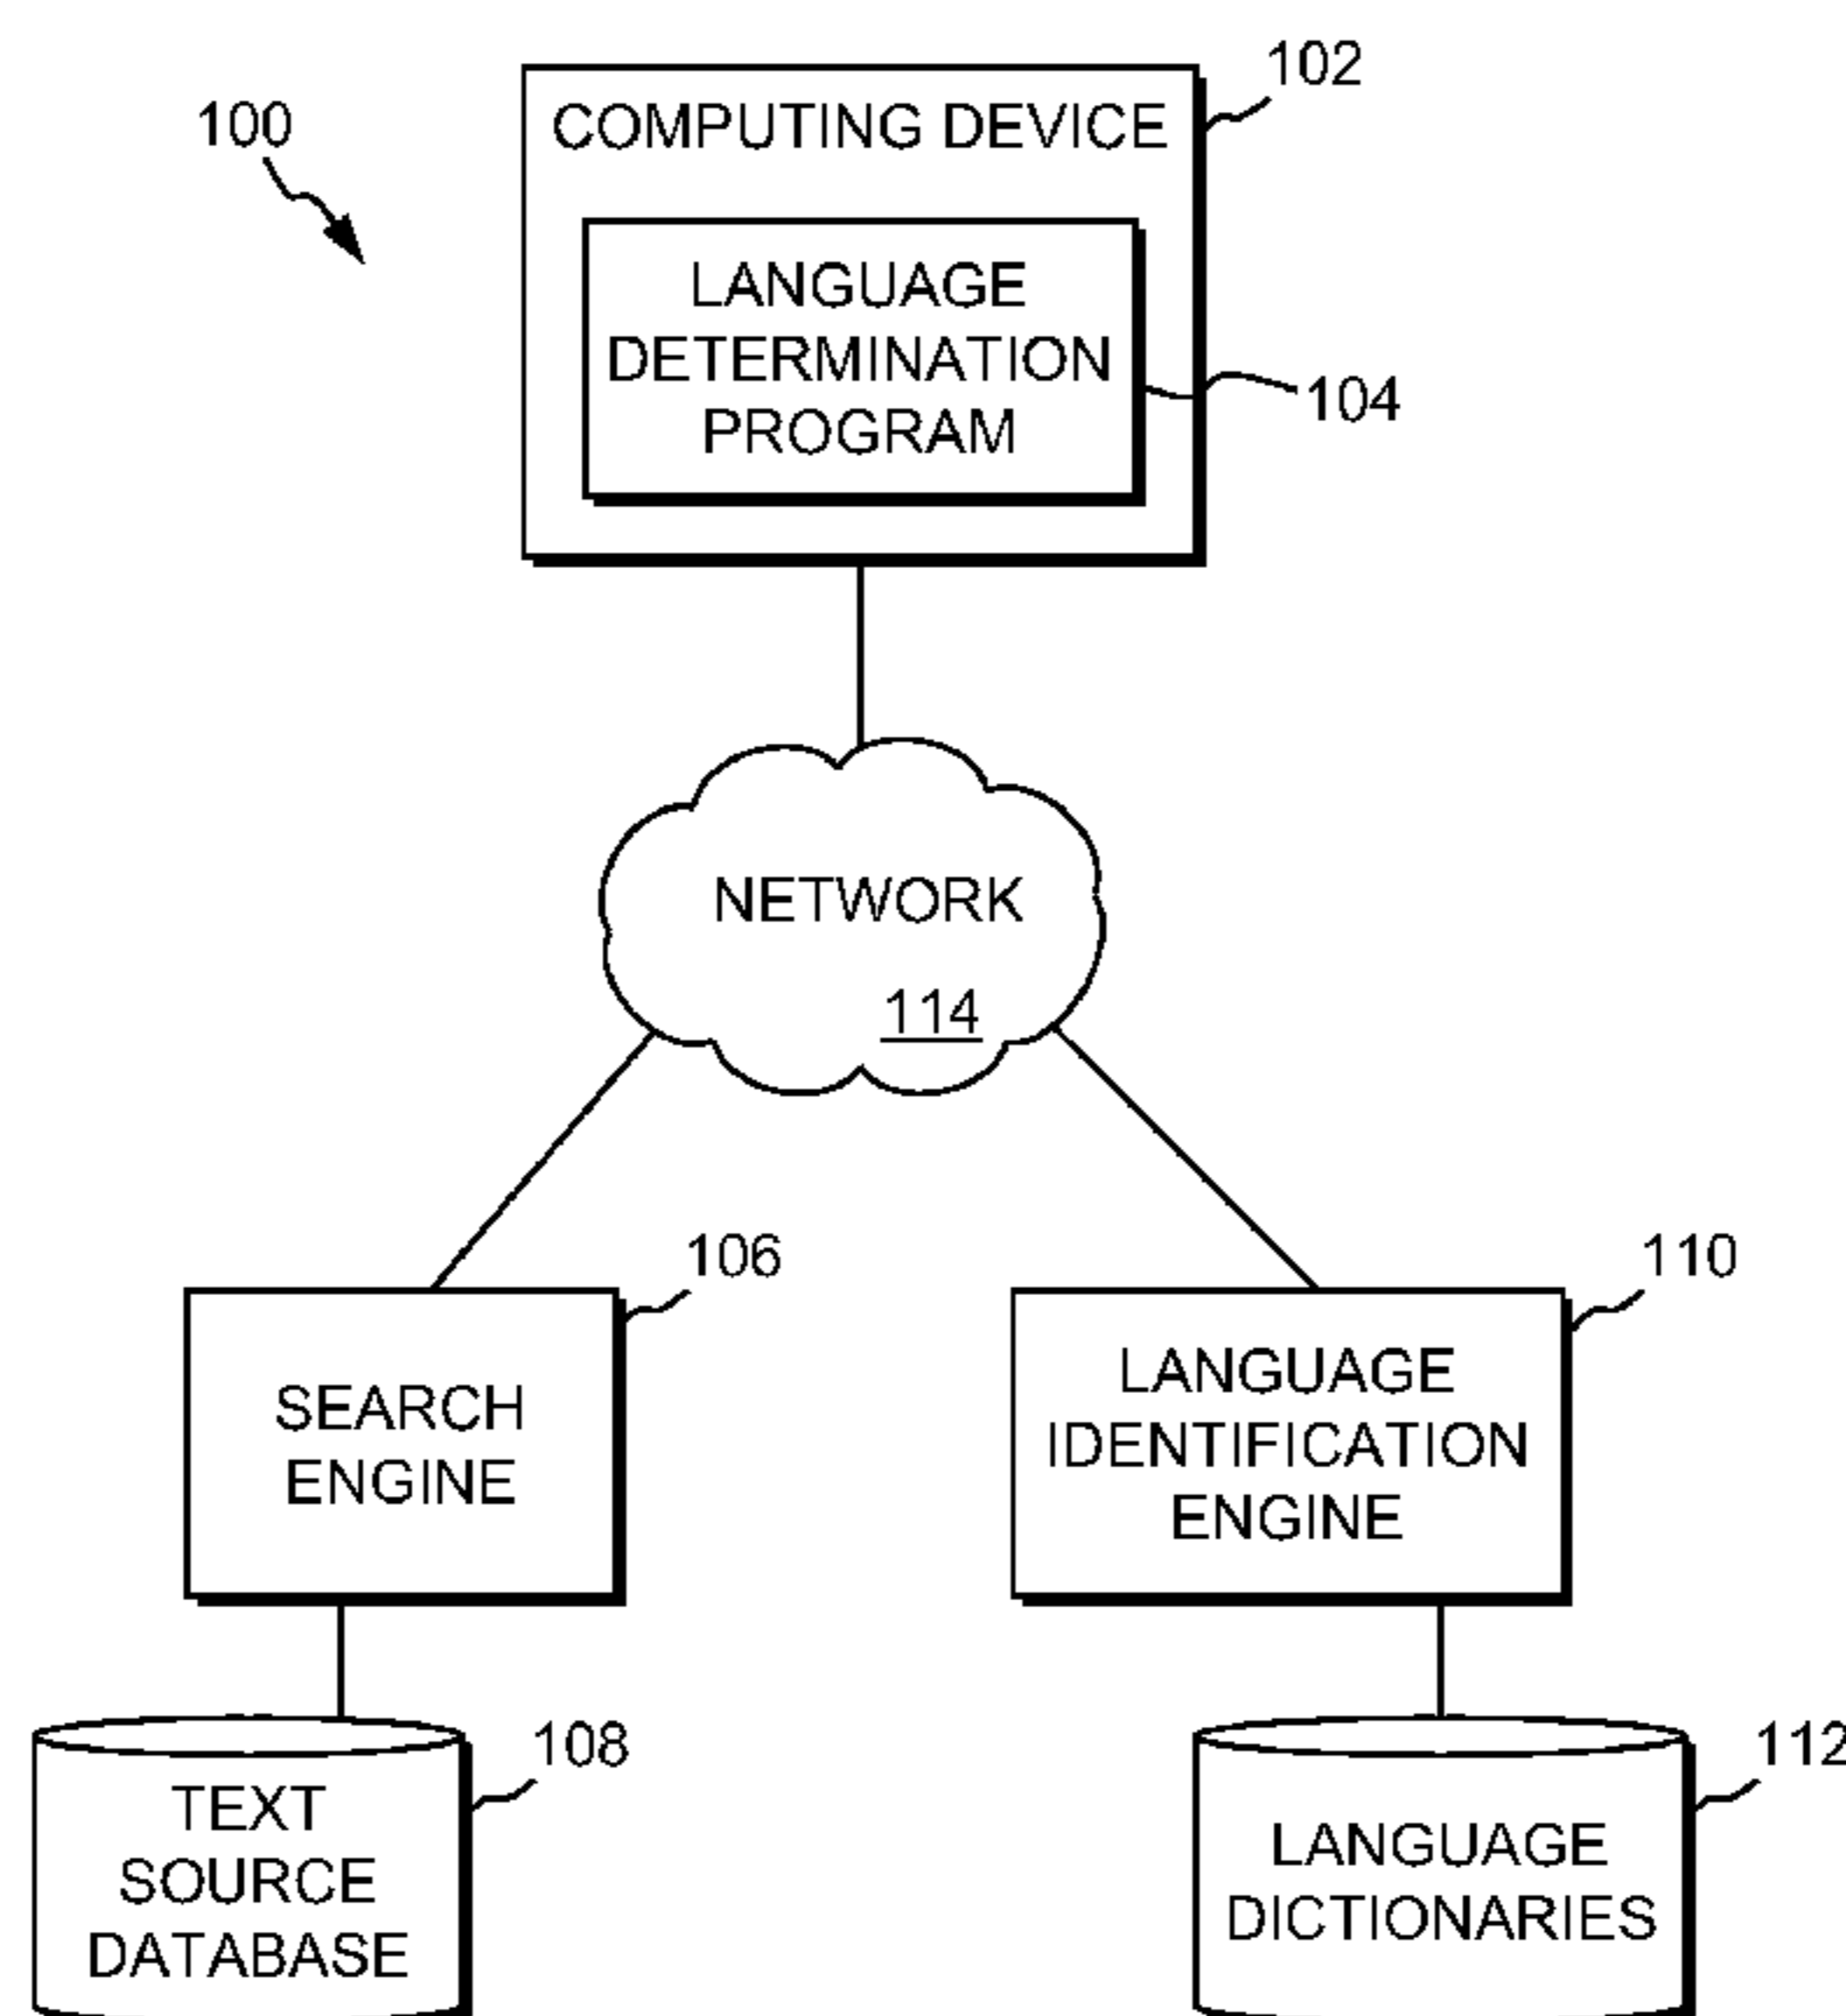 100
102
COMPUTING DEVICE
LANGUAGE
DETERMINATION
PROGRAM
104
NETWORK
114
106
SEARCH
ENGINE
110
LANGUAGE
IDENTIFICATION
ENGINE
108
TEXT
SOURCE
DATABASE
112
LANGUAGE
DICTIONARIES